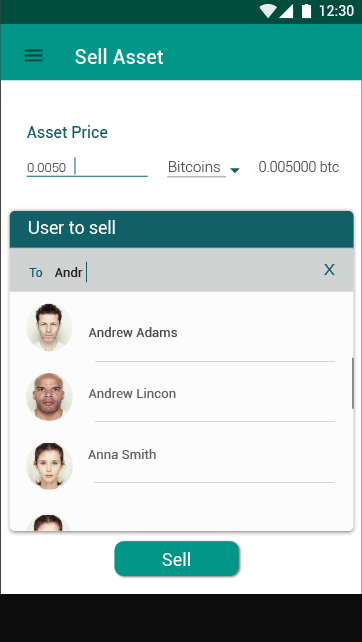 12:30
Sell Asset
Asset Price
0.0050 Bitcoins 0.005000 btc
User to sell
To Andr X
Andrew Adams
Andrew Lincon
Anna Smith
Sell